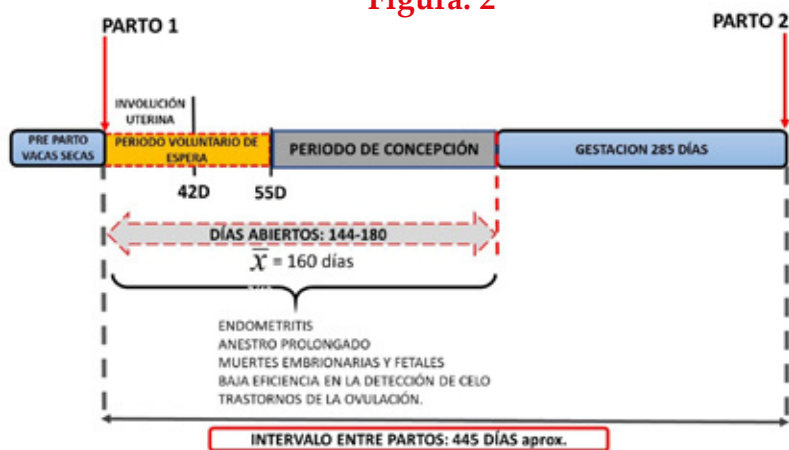 Figura. 2
PARTO 1
PARTO 2
INVOLUCIÓN
UTERINA
PRE PARTO
VACAS SECAS
PERIODO VOLUNTARIO DE
ESPERA
PERIODO DE CONCEPCIÓN
GESTACION 285 DÍAS
42D
55D
DÍAS ABIERTOS: 144-180
x̅ = 160 días
ENDOMETRITIS
ANESTRO PROLONGADO
MUERTES EMBRIONARIAS Y FETALES
BAJA EFICIENCIA EN LA DETECCIÓN DE CELO
TRASTORNOS DE LA OVULACIÓN.
INTERVALO ENTRE PARTOS: 445 DÍAS aprox.